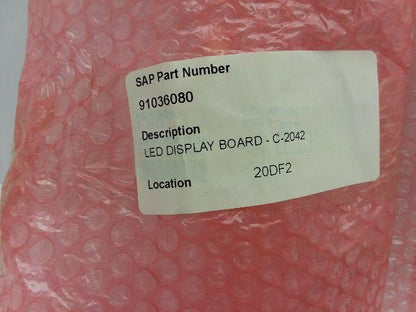 SAP Part Number
91036080
Description
LED DISPLAY BOARD - C-2042
Location 20DF2